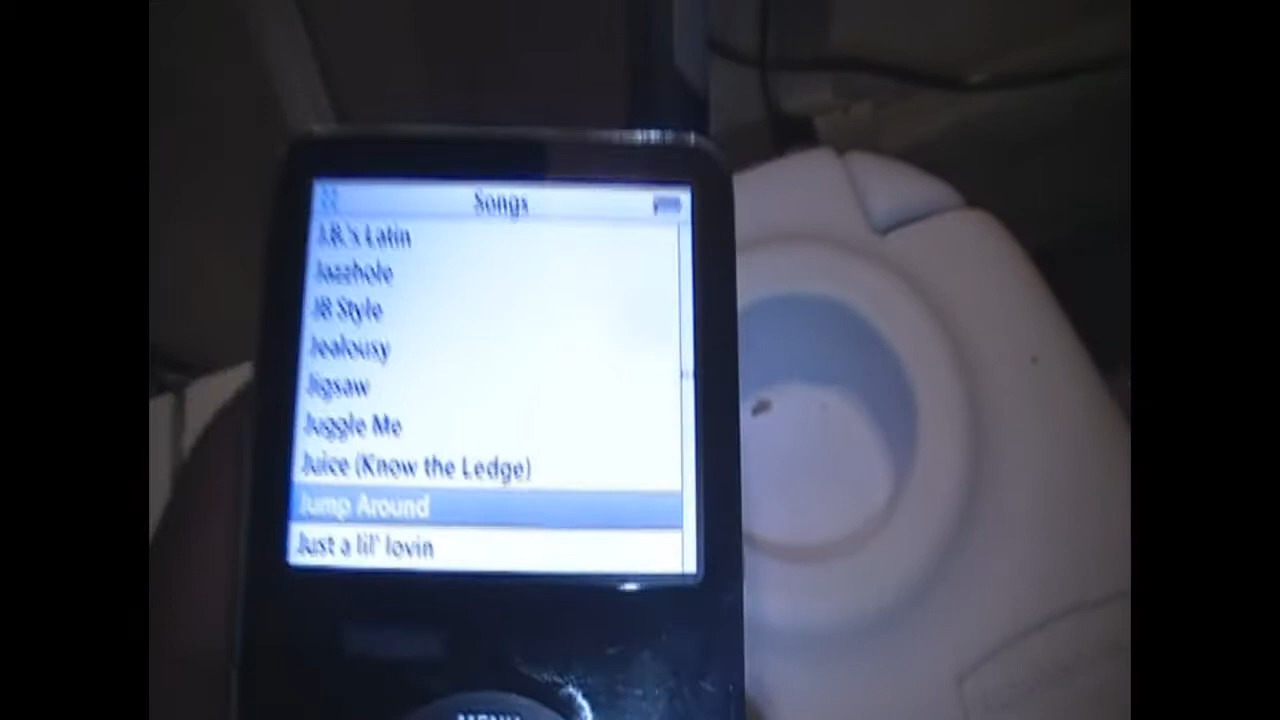 Songs
J.B.'s Latin
Jazzhole
JB Style
Jealousy
Jigsaw
Juggle Me
Juice (Know the Ledge)
Jump Around
Just a lil' lovin
MENU